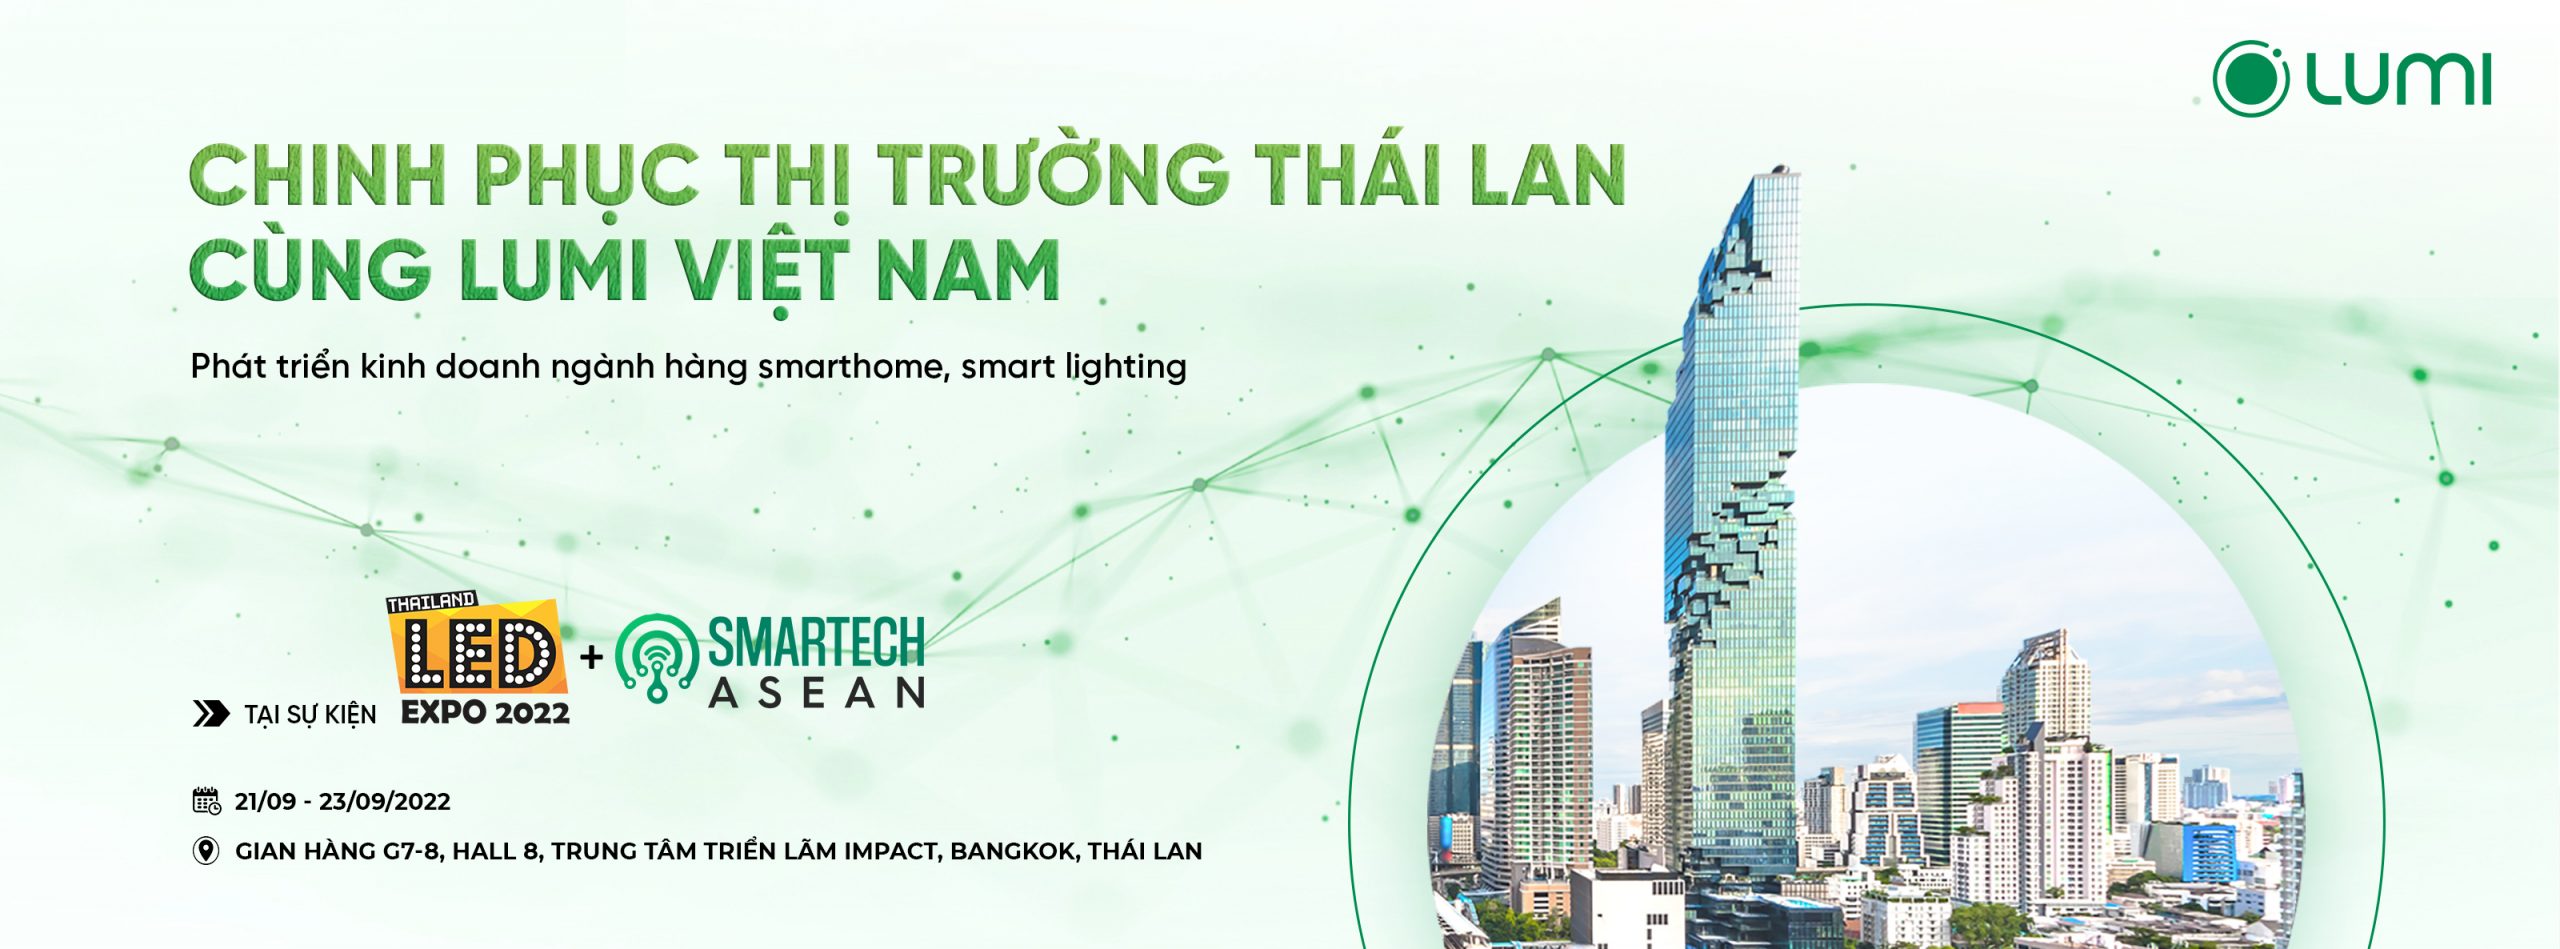 LUMI
CHINH PHỤC THỊ TRƯỜNG THÁI LAN
CÙNG LUMI VIỆT NAM
Phát triển kinh doanh ngành hàng smarthome, smart lighting
TẠI SỰ KIỆN
THAILAND
LED
EXPO 2022
+
SMARTECH
ASEAN
21/09 - 23/09/2022
GIAN HÀNG G7-8, HALL 8, TRUNG TÂM TRIỂN LÃM IMPACT, BANGKOK, THÁI LAN